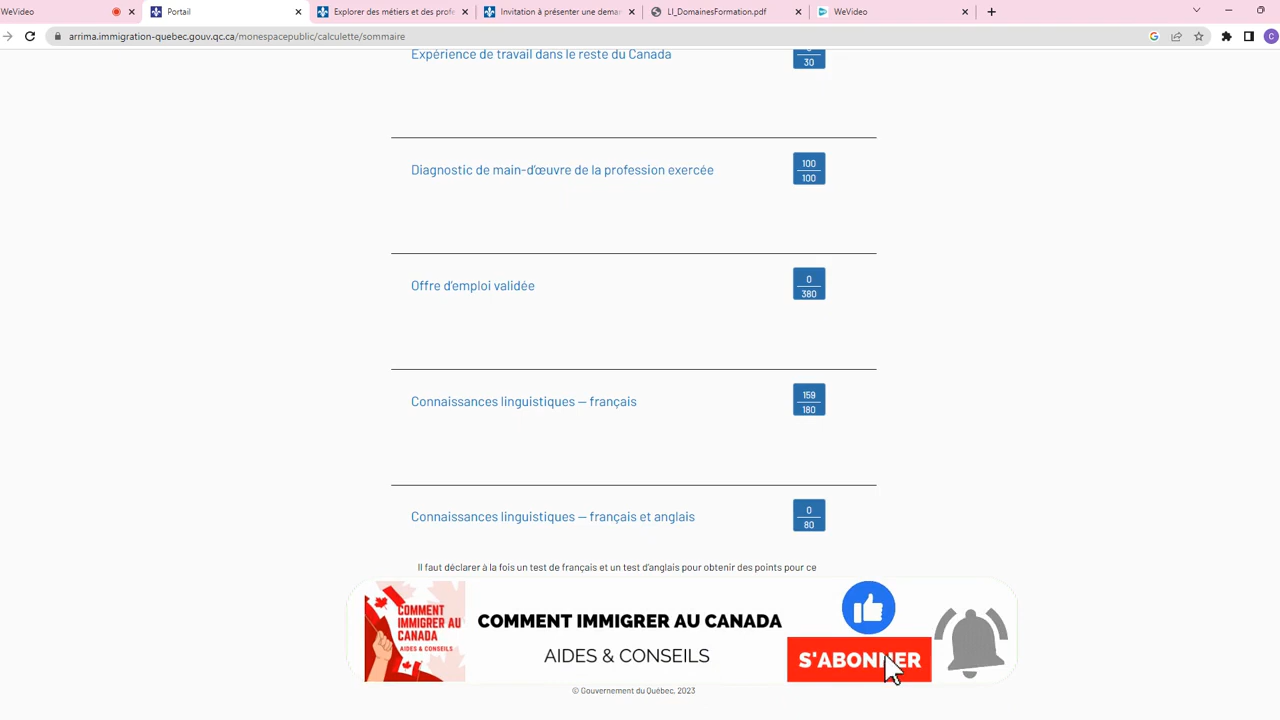 WeVideo
Portail
Explorer des métiers et des profe
Invitation à présenter une deman
LI_DomainesFormation.pdf
WeVideo
arrima.immigration-quebec.gouv.qc.ca/monespacepublic/calculette/sommaire
Expérience de travail dans le reste du Canada
30
Diagnostic de main-d'œuvre de la profession exercée
100
100
Offre d'emploi validée
0
380
Connaissances linguistiques – français
159
180
Connaissances linguistiques – français et anglais
0
80
Il faut déclarer à la fois un test de français et un test d'anglais pour obtenir des points pour ce
COMMENT
IMMIGRER AU
CANADA
AIDES & CONSEILS
COMMENT IMMIGRER AU CANADA
AIDES & CONSEILS
S'ABONNER
© Gouvernement du Québec, 2023